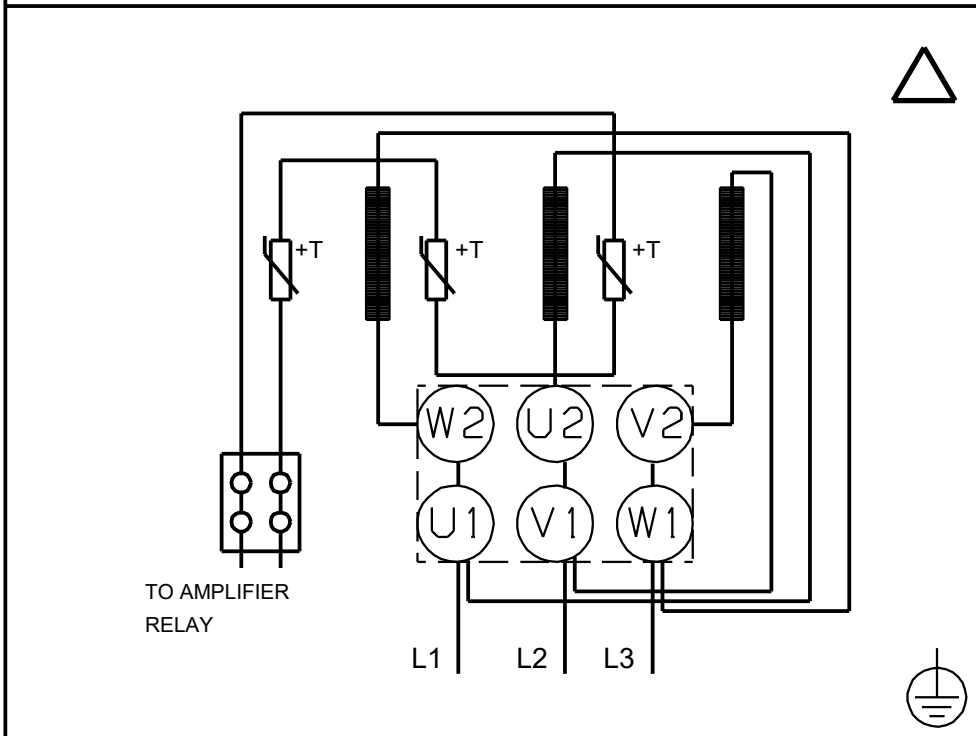 +T +T +T
W2 U2 V2
U1 V1 W1
TO AMPLIFIER
RELAY
L1 L2 L3